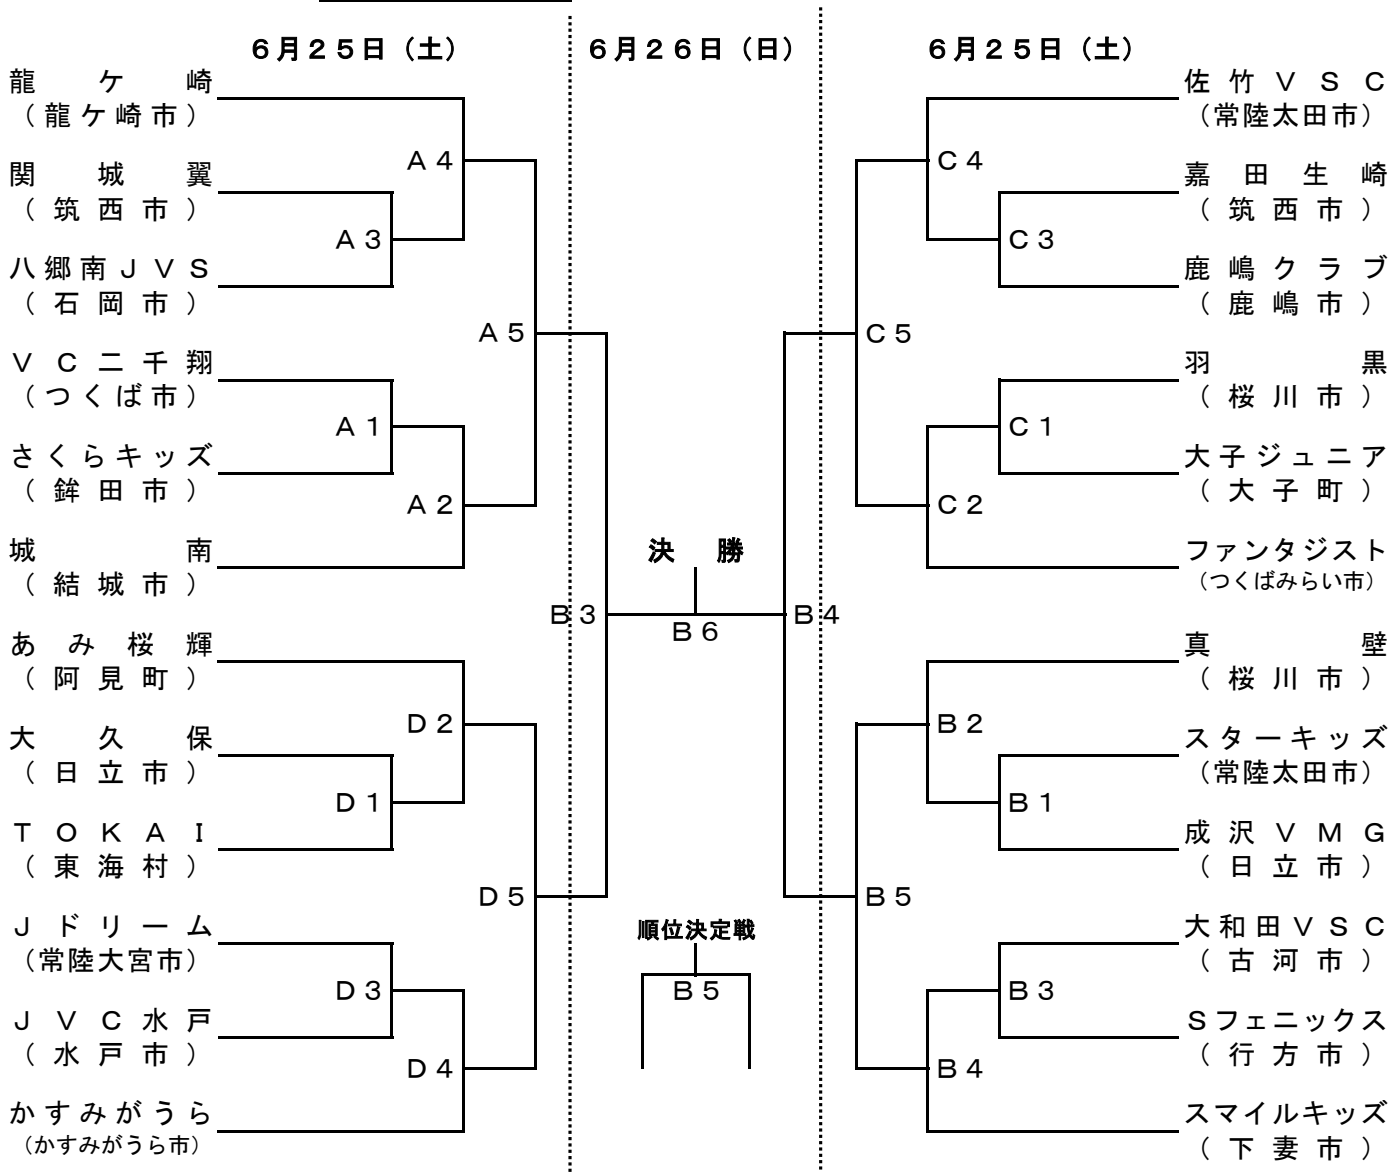 ６月２５日（土）
６月２６日（日）
６月２５日（土）
龍ケ崎
（龍ケ崎市）
A4
関城翼
（筑西市）
A3
八郷南ＪＶＳ
（石岡市）
A5
ＶＣ二千翔
（つくば市）
A1
さくらキッズ
（鉾田市）
A2
城南
（結城市）
B3
あみ桜輝
（阿見町）
D2
大久保
（日立市）
D1
ＴＯＫＡＩ
（東海村）
D5
Ｊドリーム
（常陸大宮市）
D3
ＪＶＣ水戸
（水戸市）
D4
かすみがうら
（かすみがうら市）
決勝
B6
順位決定戦
B5
佐竹ＶＳＣ
（常陸太田市）
C4
嘉田生崎
（筑西市）
C3
鹿嶋クラブ
（鹿嶋市）
C5
羽黒
（桜川市）
C1
大子ジュニア
（大子町）
C2
ファンタジスト
（つくばみらい市）
B4
真壁
（桜川市）
B2
スターキッズ
（常陸太田市）
B1
成沢ＶＭＧ
（日立市）
B5
大和田ＶＳＣ
（古河市）
B3
Ｓフェニックス
（行方市）
B4
スマイルキッズ
（下妻市）